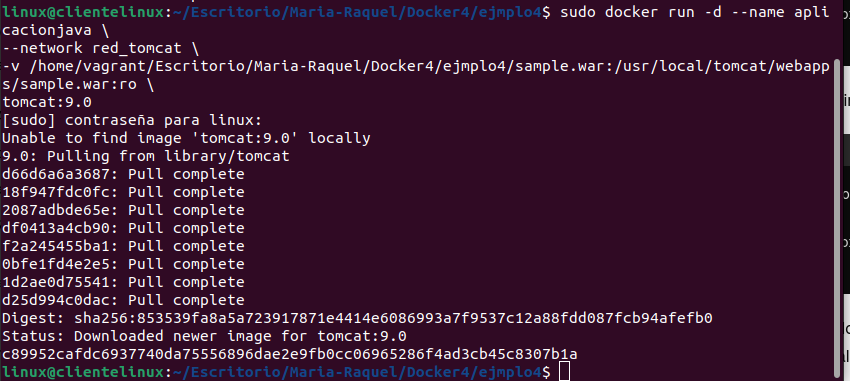 linux@clientelinux:~/Escritorio/Maria-Raquel/Docker4/ejmplo4$ sudo docker run -d --name apli
cacionjava \
--network red_tomcat \
-v /home/vagrant/Escritorio/Maria-Raquel/Docker4/ejmplo4/sample.war:/usr/local/tomcat/webapp
s/sample.war:ro \
tomcat:9.0
[sudo] contraseña para linux:
Unable to find image 'tomcat:9.0' locally
9.0: Pulling from library/tomcat
d66d6a6a3687: Pull complete
18f947fdc0fc: Pull complete
2087adbde65e: Pull complete
df0413a4cb90: Pull complete
f2a245455ba1: Pull complete
0bfe1fd4e2e5: Pull complete
1d2ae0d75541: Pull complete
d25d994c0dac: Pull complete
Digest: sha256:853539fa8a5a723917871e4414e6086993a7f9537c12a88fdd087fcb94afefb0
Status: Downloaded newer image for tomcat:9.0
c89952cafdc6937740da75556896dae2e9fb0cc06965286f4ad3cb45c8307b1a
linux@clientelinux:~/Escritorio/Maria-Raquel/Docker4/ejmplo4$